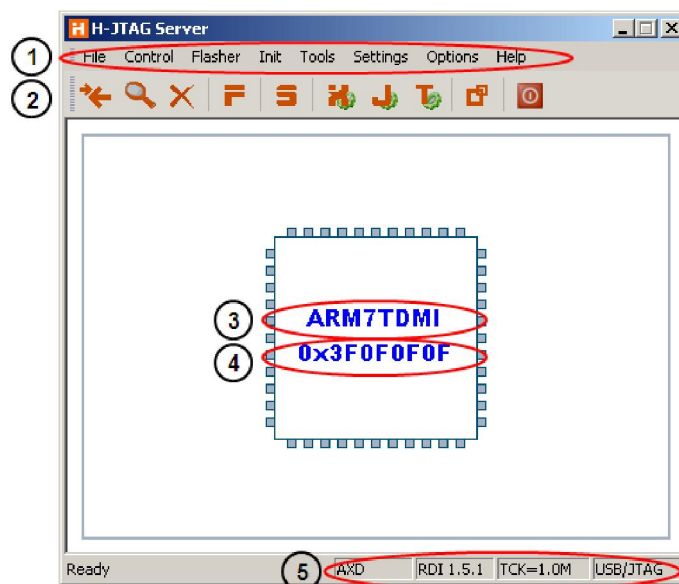 H-JTAG Server
1
File Control Flasher Init Tools Settings Options Help
2
3
ARM7TDMI
4
0x3F0F0F0F
Ready
5
AXD RDI 1.5.1 TCK=1.0M USB/JTAG